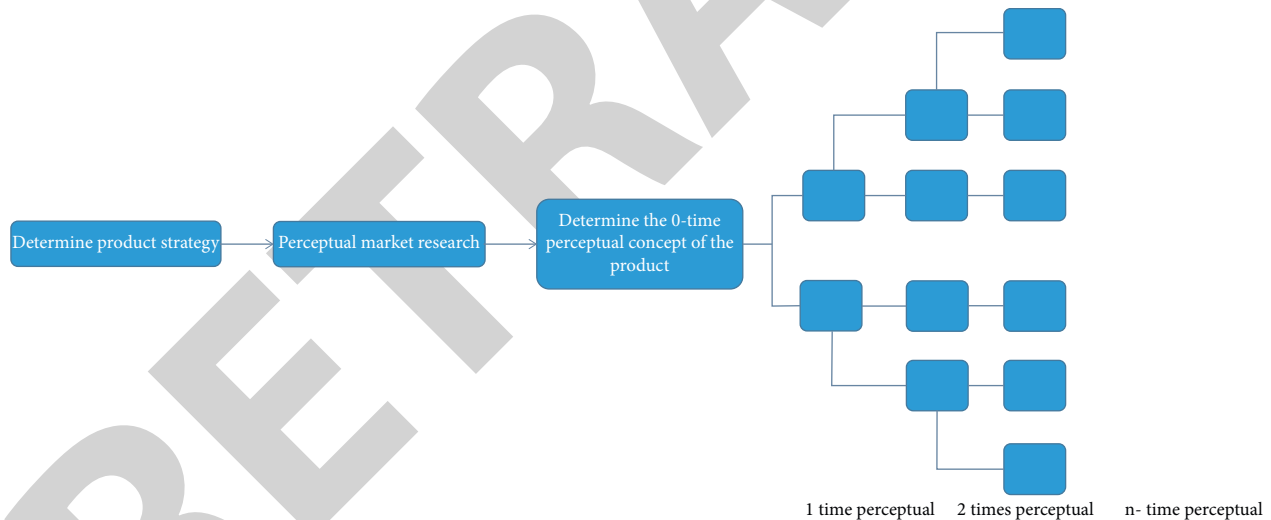 Determine product strategy
Perceptual market research
Determine the 0-time
perceptual concept of the
product
1 time perceptual
2 times perceptual
n- time perceptual
RETRA